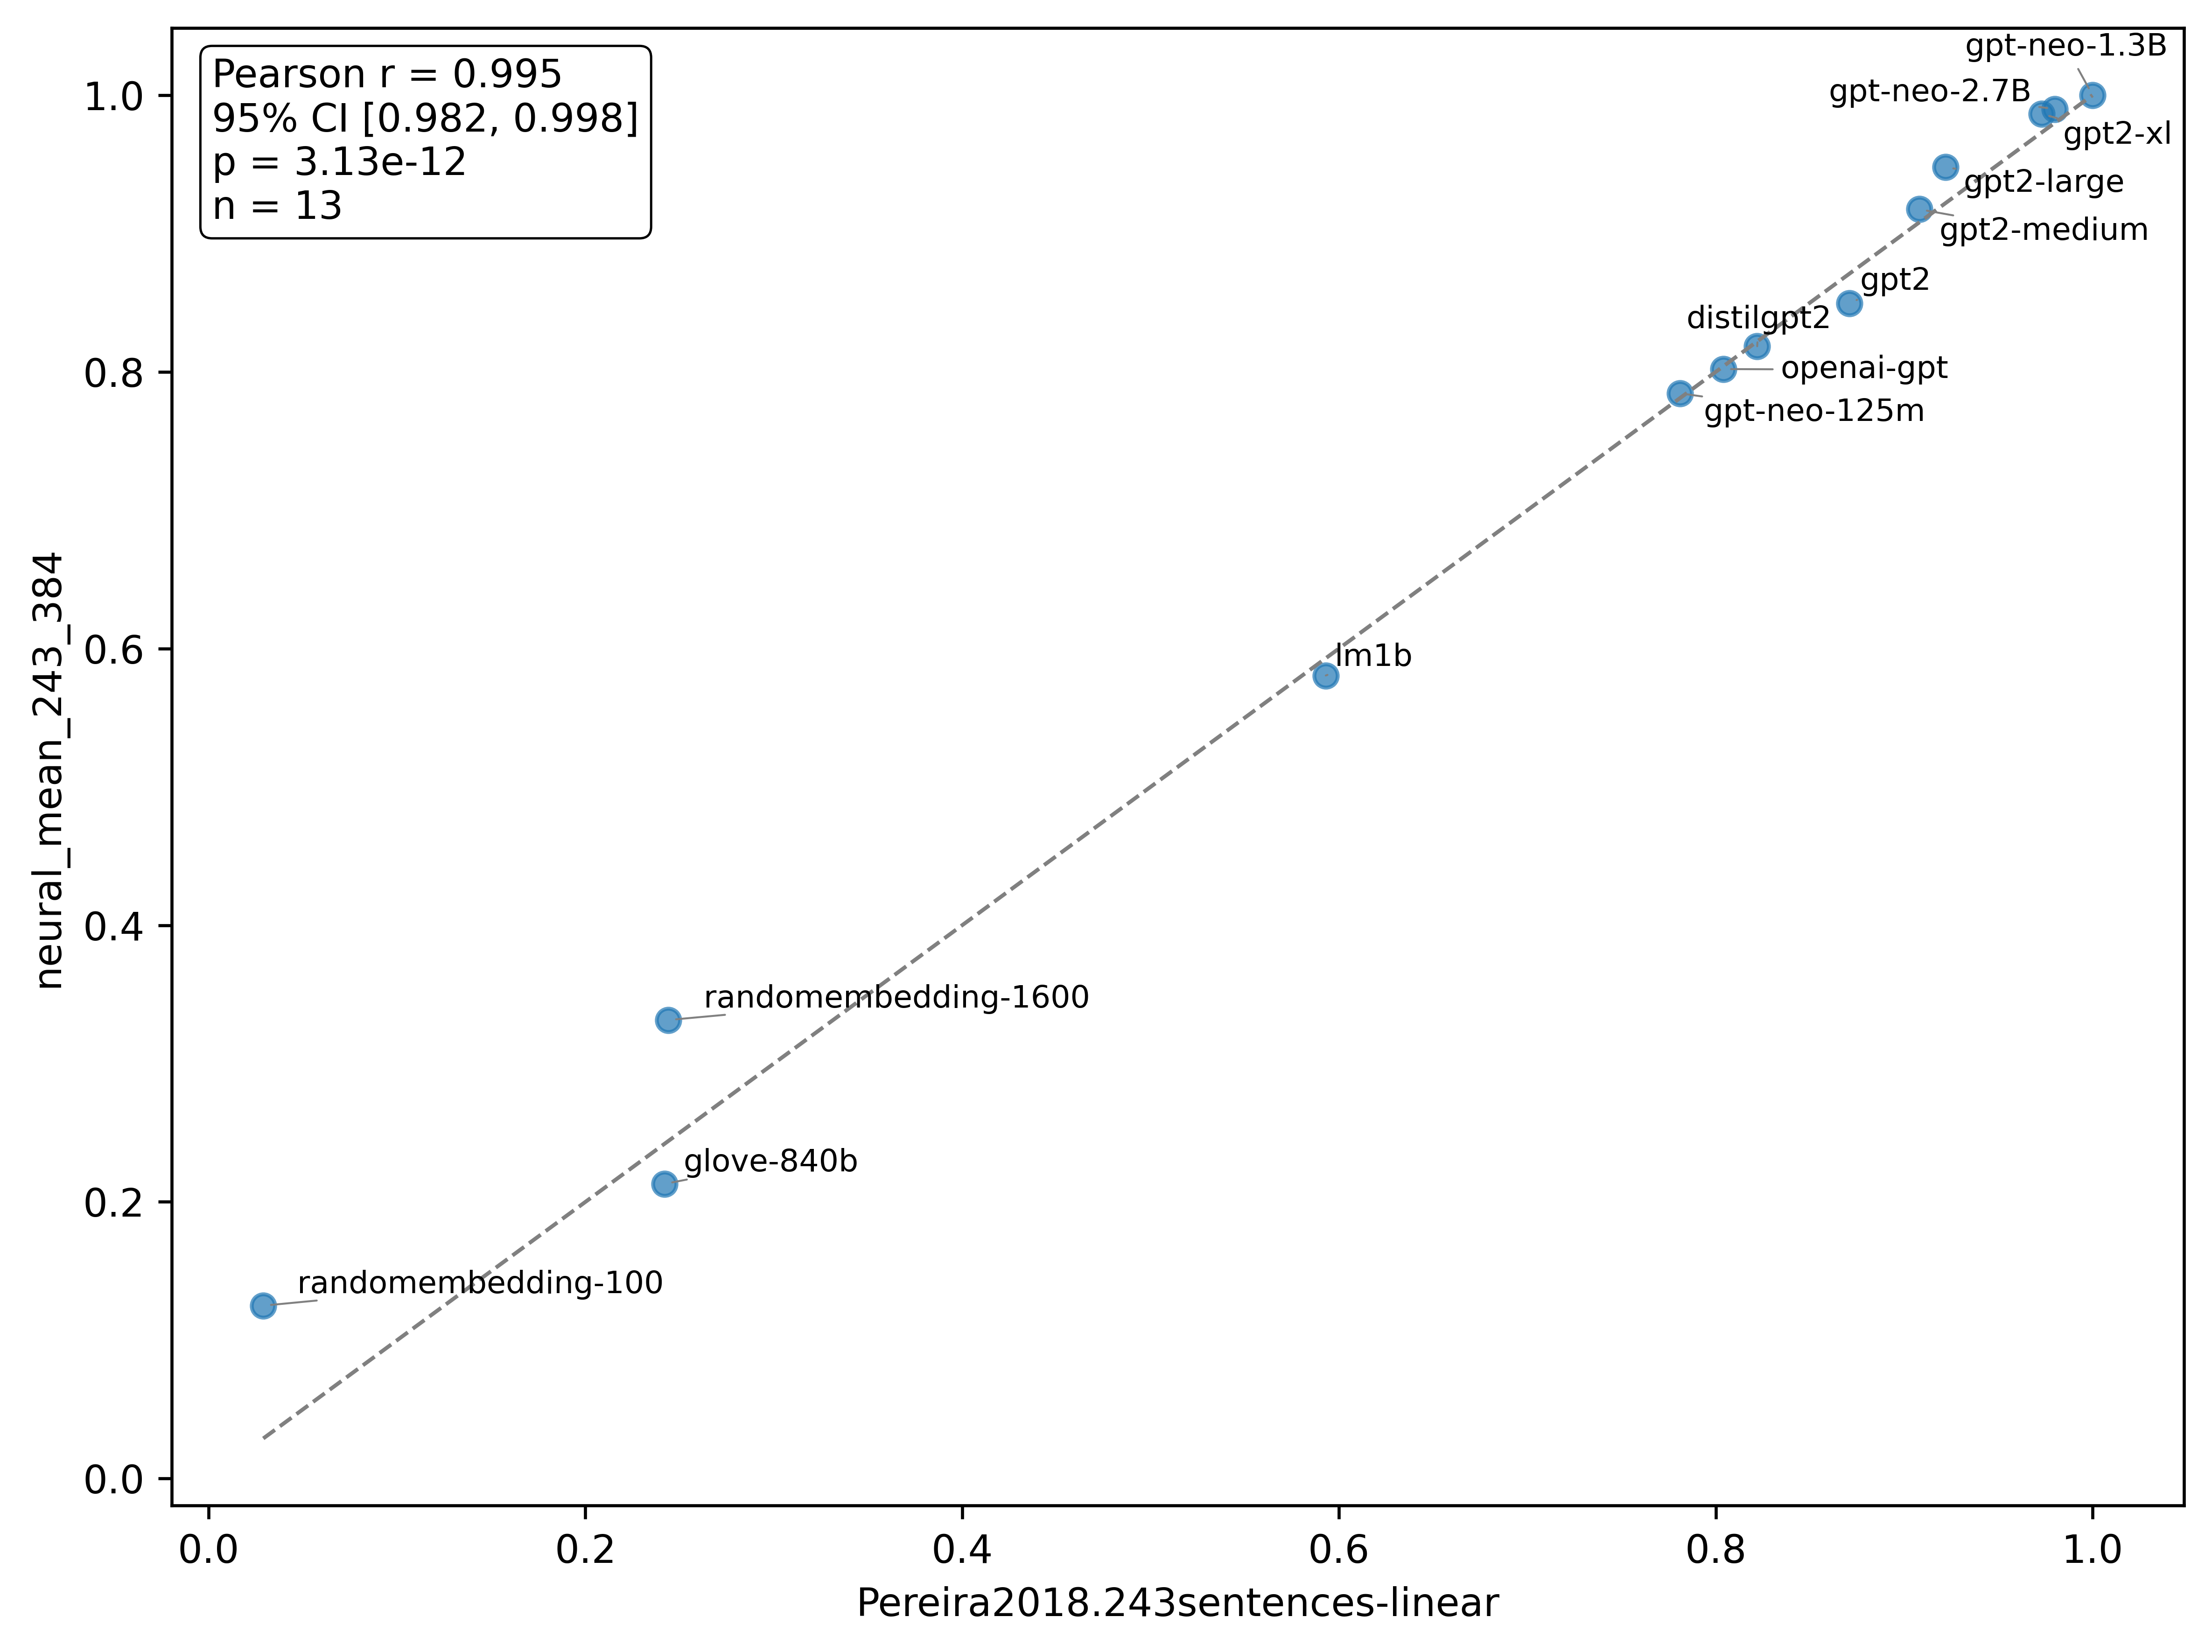 Pearson r = 0.995
95% CI [0.982, 0.998]
p = 3.13e-12
n = 13
gpt-neo-1.3B
gpt-neo-2.7B
gpt2-xl
gpt2-large
gpt2-medium
gpt2
distilgpt2
openai-gpt
gpt-neo-125m
lm1b
randomembedding-1600
glove-840b
randomembedding-100
neural_mean_243_384
1.0
0.8
0.6
0.4
0.2
0.0
0.0 0.2 0.4 0.6 0.8 1.0
Pereira2018.243sentences-linear